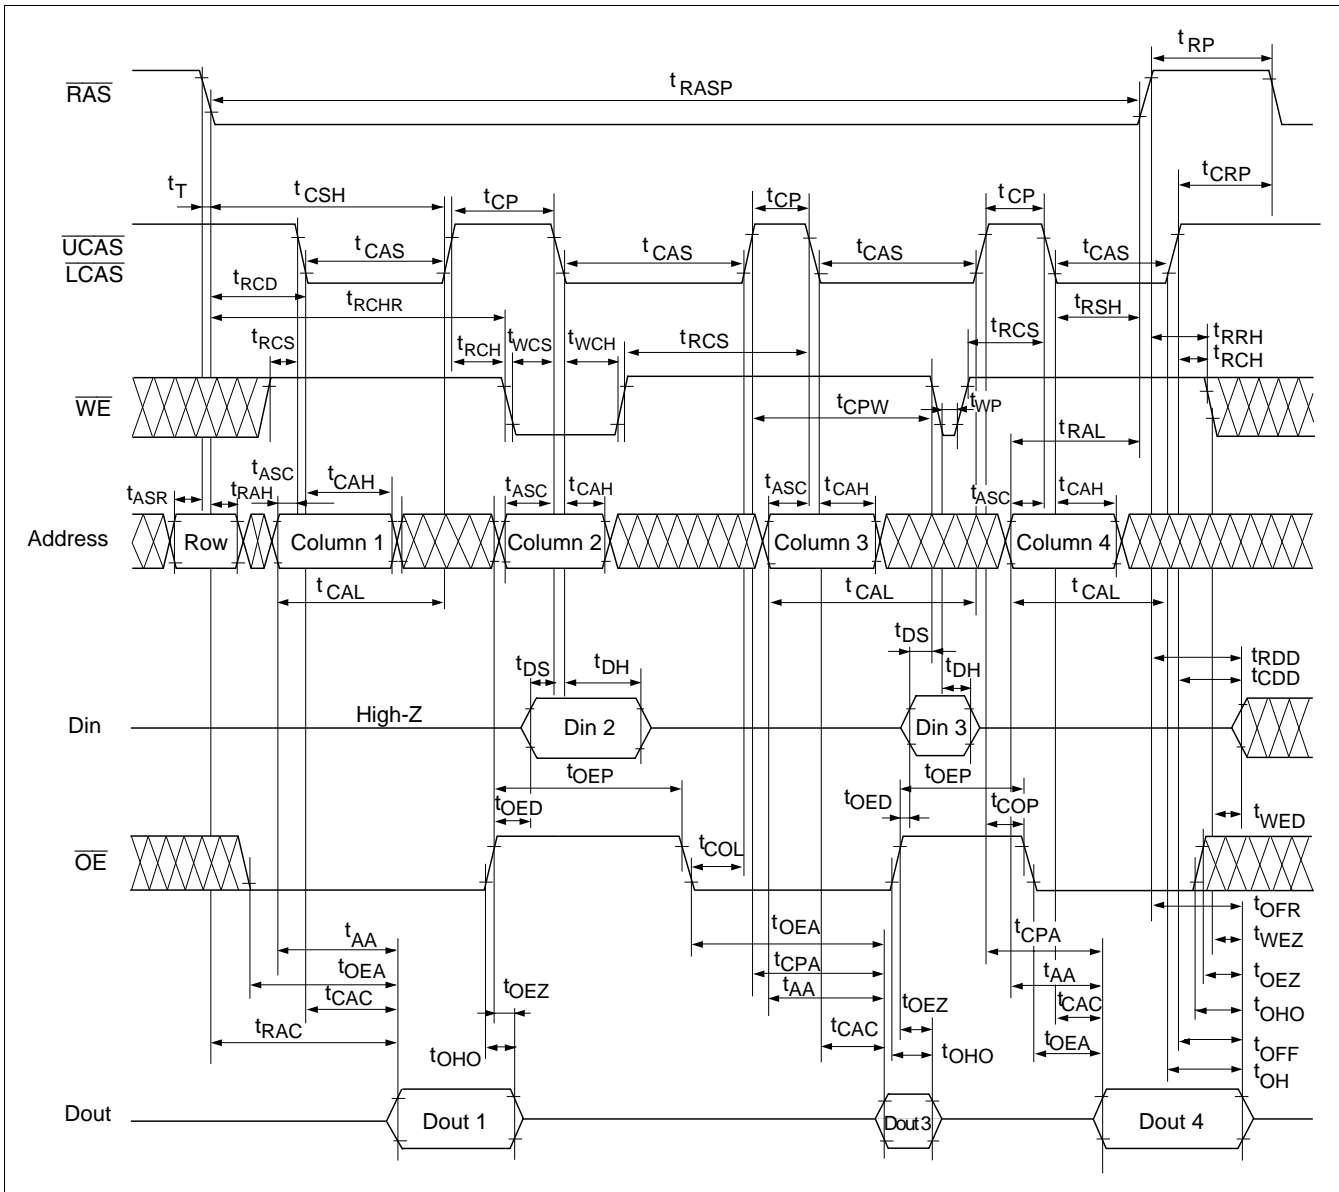 tRP
RAS
tRASP
tT
tCSH
tCP
tCP
tCP
tCRP
UCAS
LCAS
tCAS
tCAS
tCAS
tCAS
tRCD
tRCHR
tRSH
tRCS
tRCH
tWCS
tWCH
tRCS
tRCS
tRRH
tRCH
WE
tCPW
tWP
tRAL
tASR
tRAH
tASC
tCAH
tASC
tCAH
tASC
tCAH
tASC
tCAH
Address
Row
Column 1
Column 2
Column 3
Column 4
tCAL
tCAL
tCAL
tDS
tDH
tDS
tDH
tRDD
tCDD
Din
High-Z
Din 2
Din 3
tOEP
tOEP
tOED
tOED
tCOP
tWED
OE
tCOL
tOFR
tAA
tOEA
tCPA
tWEZ
tOEA
tCPA
tAA
tOEZ
tCAC
tOEZ
tAA
tOEZ
tCAC
tOHO
tRAC
tOHO
tCAC
tOHO
tOEA
tOFF
tOH
Dout
Dout 1
Dout 3
Dout 4